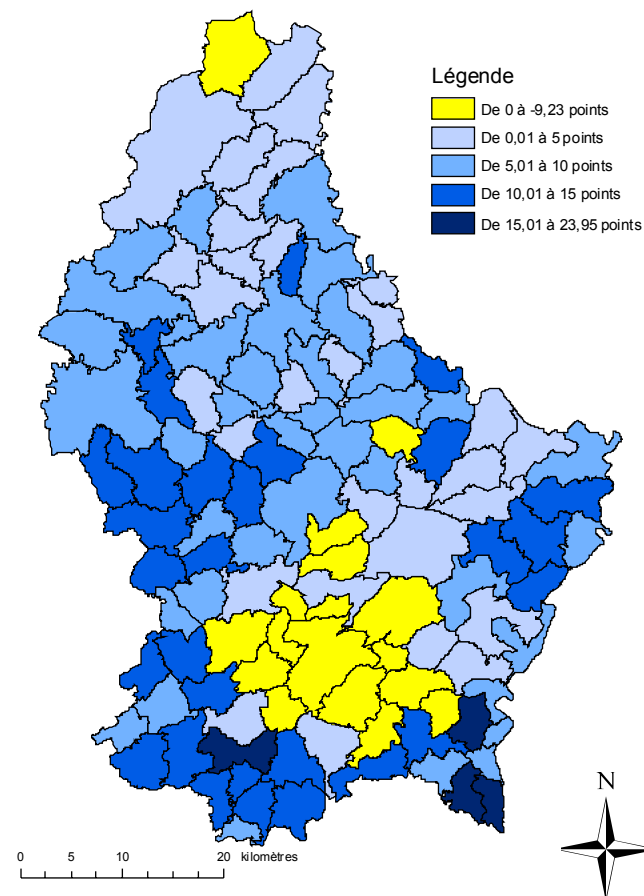 Légende
De 0 à -9,23 points
De 0,01 à 5 points
De 5,01 à 10 points
De 10,01 à 15 points
De 15,01 à 23,95 points
N
0 5 10 20 kilomètres